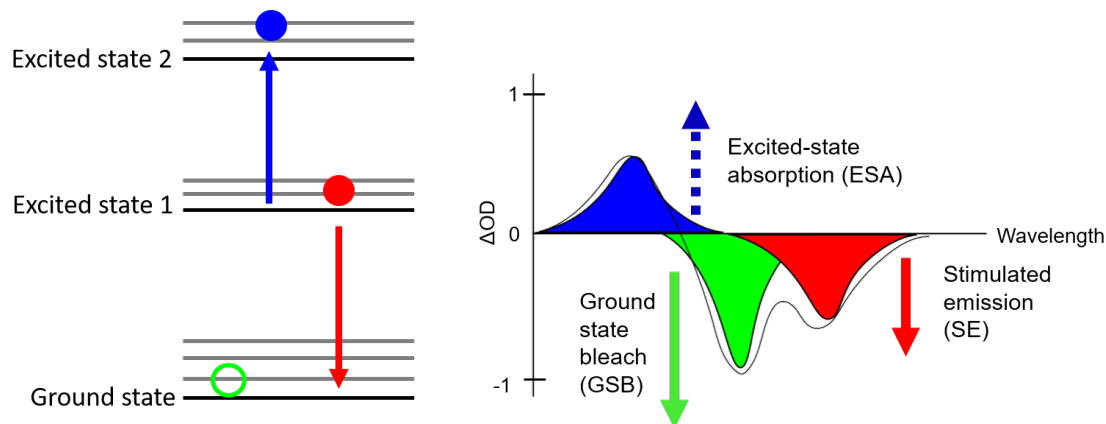 Excited state 2
Excited state 1
Ground state
1
ΔOD
0
-1
Excited-state
absorption (ESA)
Wavelength
Ground
state
bleach
(GSB)
Stimulated
emission
(SE)